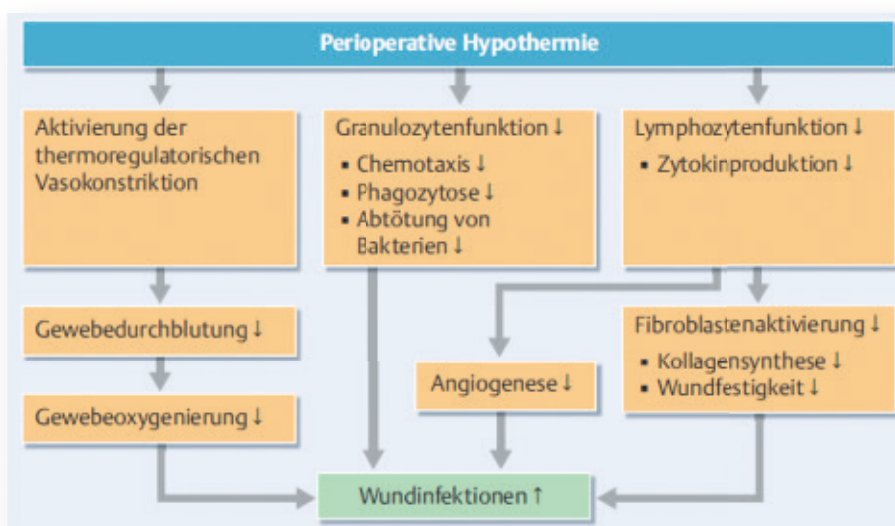 Perioperative Hypothermie
Aktivierung der
thermoregulatorischen
Vasokonstriktion
Granulozytenfunktion ↓
▪ Chemotaxis ↓
▪ Phagozytose ↓
▪ Abtötung von
Bakterien ↓
Lymphozytenfunktion ↓
▪ Zytokinproduktion ↓
Gewebedurchblutung ↓
Gewebeoxygenierung ↓
Angiogenese ↓
Fibroblastenaktivierung ↓
▪ Kollagensynthese ↓
▪ Wundfestigkeit ↓
Wundinfektionen ↑